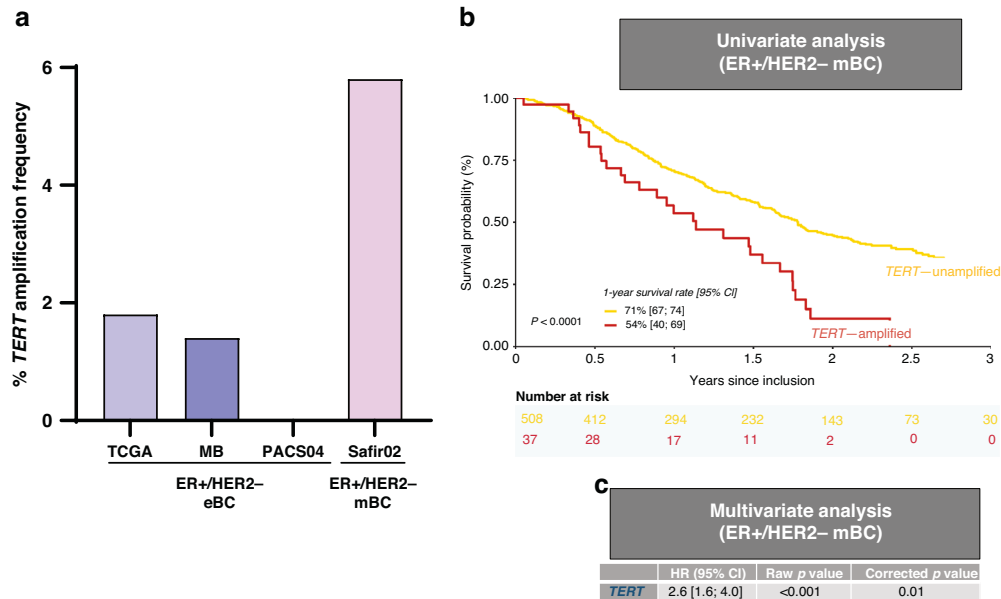 a
% TERT amplification frequency
6
4
2
0
TCGA MB PACS04 Safir02
ER+/HER2–
eBC
ER+/HER2–
mBC
b
Univariate analysis
(ER+/HER2– mBC)
Survival probability (%)
1.00
0.75
0.50
0.25
0.00
TERT—unamplified
1-year survival rate [95% CI]
71% [67; 74]
54% [40; 69]
P < 0.0001
TERT—amplified
0 0.5 1 1.5 2 2.5 3
Years since inclusion
Number at risk
508 412 294 232 143 73 30
37 28 17 11 2 0 0
c
Multivariate analysis
(ER+/HER2– mBC)
HR (95% CI) Raw p value Corrected p value
TERT 2.6 [1.6; 4.0] <0.001 0.01